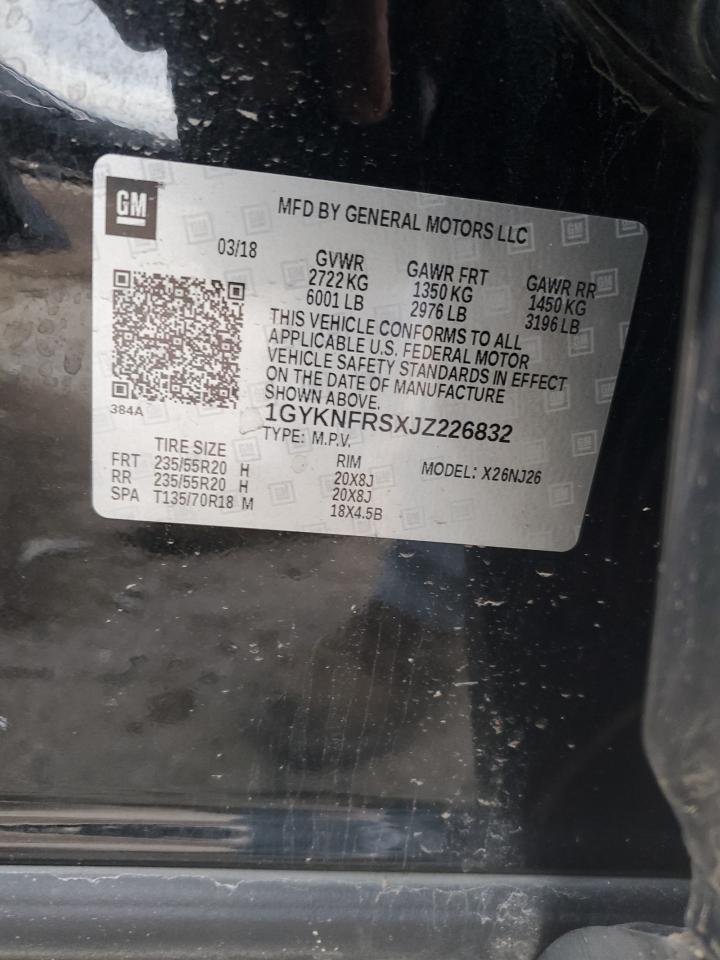 GM
MFD BY GENERAL MOTORS LLC
03/18
GVWR GAWR FRT GAWR RR
2722 KG 1350 KG 1450 KG
6001 LB 2976 LB 3196 LB
THIS VEHICLE CONFORMS TO ALL
APPLICABLE U.S. FEDERAL MOTOR
VEHICLE SAFETY STANDARDS IN EFFECT
ON THE DATE OF MANUFACTURE
SHOWN ABOVE.
384A
1GYKNFRSXJZ226832
TYPE: M.P.V.
MODEL: X26NJ26
TIRE SIZE RIM
FRT 235/55R20 H 20X8J
RR 235/55R20 H 20X8J
SPA T135/70R18 M 18X4.5B